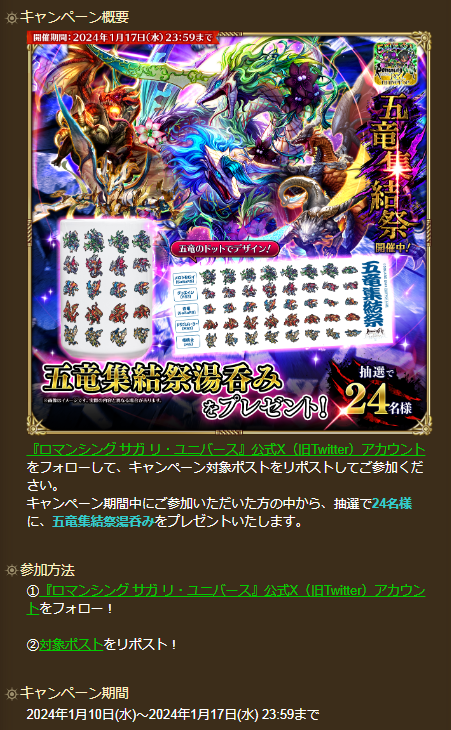 キャンペーン概要
開催期間：2024年1月17日(水) 23:59まで
五竜集結祭
開催中！
五竜のドットでデザイン！
五竜集結祭
五竜集結祭湯呑み
をプレゼント！
抽選で
24名様
『ロマンシング サガ リ・ユニバース』公式X（旧Twitter）アカウント
をフォローして、キャンペーン対象ポストをリポストしてご参加くだ
さい。
キャンペーン期間中にご参加いただいた方の中から、抽選で24名様
に、五竜集結祭湯呑みをプレゼントいたします。
参加方法
①『ロマンシング サガ リ・ユニバース』公式X（旧Twitter）アカウン
トをフォロー！
②対象ポストをリポスト！
キャンペーン期間
2024年1月10日(水)～2024年1月17日(水) 23:59まで